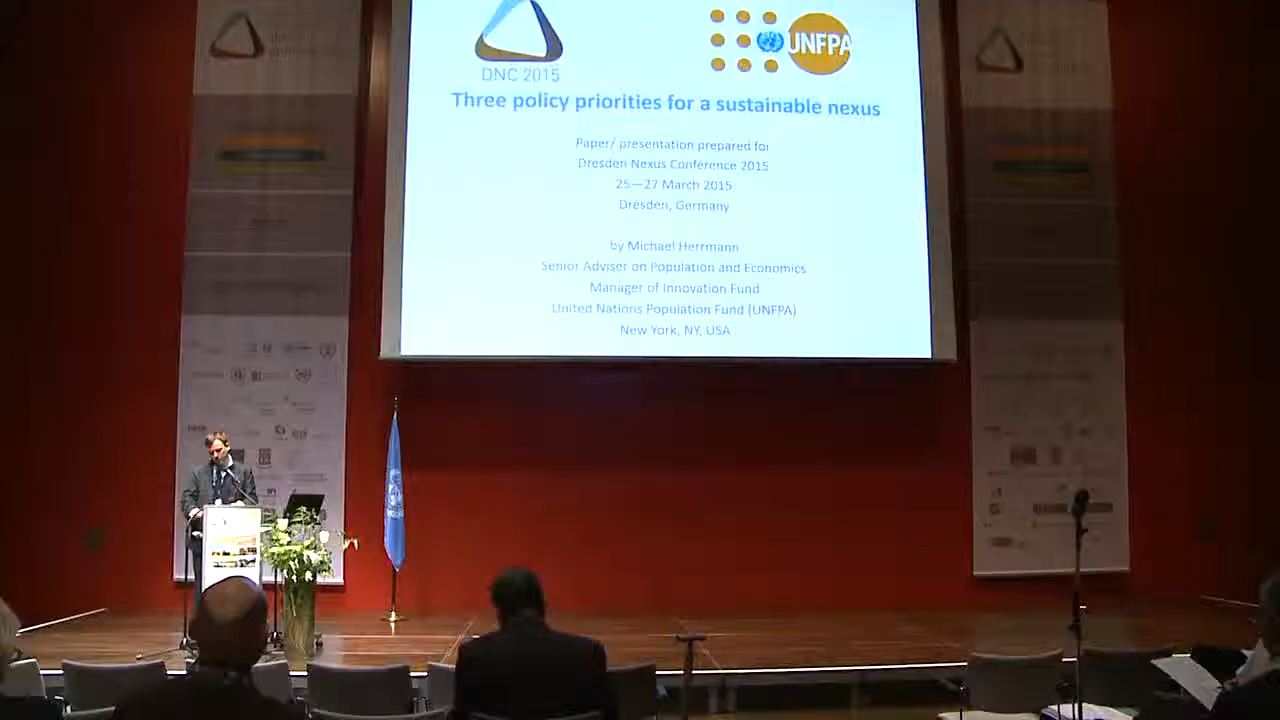 DNC 2015
UNFPA
Three policy priorities for a sustainable nexus
Paper/ presentation prepared for
Dresden Nexus Conference 2015
25—27 March 2015
Dresden, Germany
by Michael Herrmann
Senior Adviser on Population and Economics
Manager of Innovation Fund
United Nations Population Fund (UNFPA)
New York, NY, USA